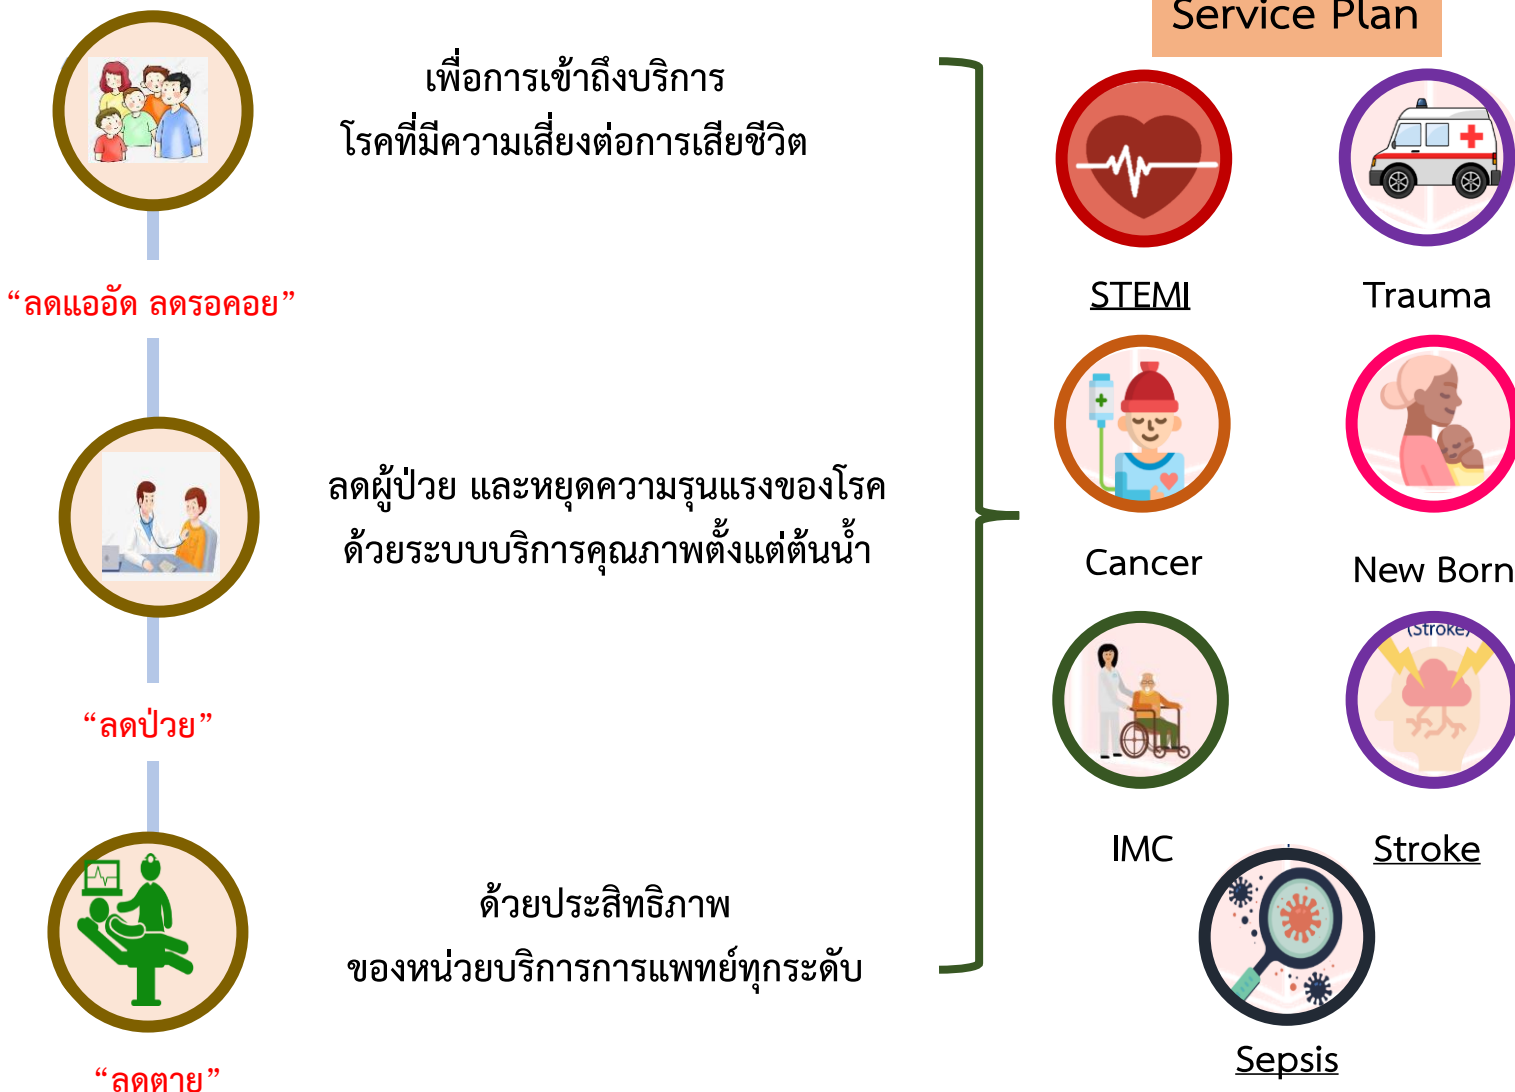 Service Plan
เพื่อการเข้าถึงบริการ
โรคที่มีความเสี่ยงต่อการเสียชีวิต
“ลดแออัด ลดรอคอย”
ลดผู้ป่วย และหยุดความรุนแรงของโรค
ด้วยระบบบริการคุณภาพตั้งแต่ต้นน้ำ
“ลดป่วย”
ด้วยประสิทธิภาพ
ของหน่วยบริการการแพทย์ทุกระดับ
“ลดตาย”
STEMI
Trauma
Cancer
New Born
(Stroke)
IMC
Stroke
Sepsis